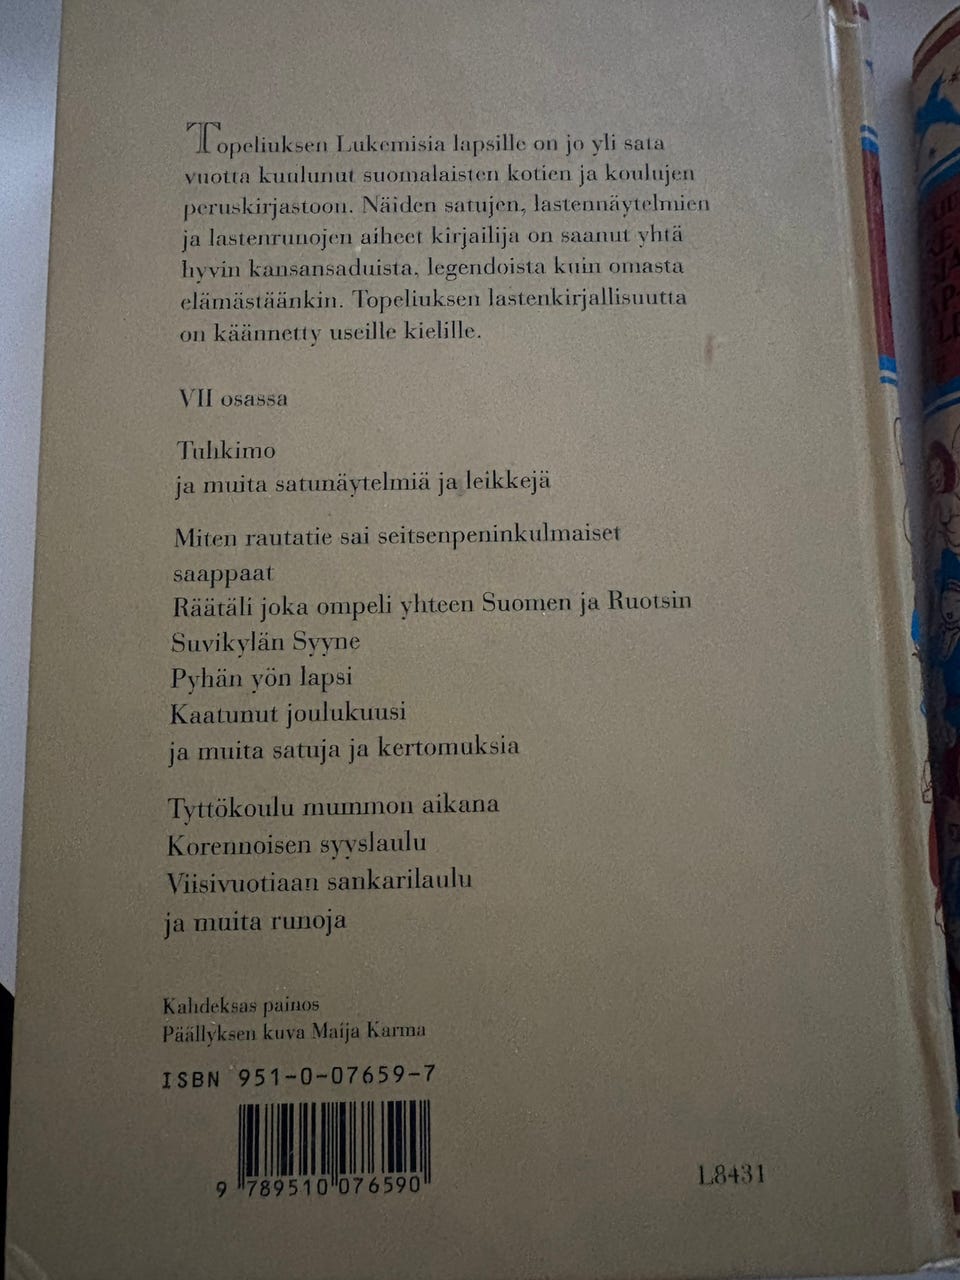 Topeliuksen Lukemisia lapsille on jo yli sata
vuotta kuulunut suomalaisten kotien ja koulujen
peruskirjastoon. Näiden satujen, lastennäytelmien
ja lastenrunojen aiheet kirjailija on saanut yhtä
hyvin kansansaduista, legendoista kuin omasta
elämästäänkin. Topeliuksen lastenkirjallisuutta
on käännetty useille kielille.
VII osassa
Tuhkimo
ja muita satunäytelmiä ja leikkejä
Miten rautatie sai seitsenpeninkulmaiset
saappaat
Räätäli joka ompeli yhteen Suomen ja Ruotsin
Suvikylän Syyne
Pyhän yön lapsi
Kaatunut joulukuusi
ja muita satuja ja kertomuksia
Tyttökoulu mummon aikana
Korennoisen syyslaulu
Viisivuotiaan sankarilaulu
ja muita runoja
Kahdeksas painos
Päällyksen kuva Maija Karma
ISBN 951-0-07659-7
9 789510 076590
L8431